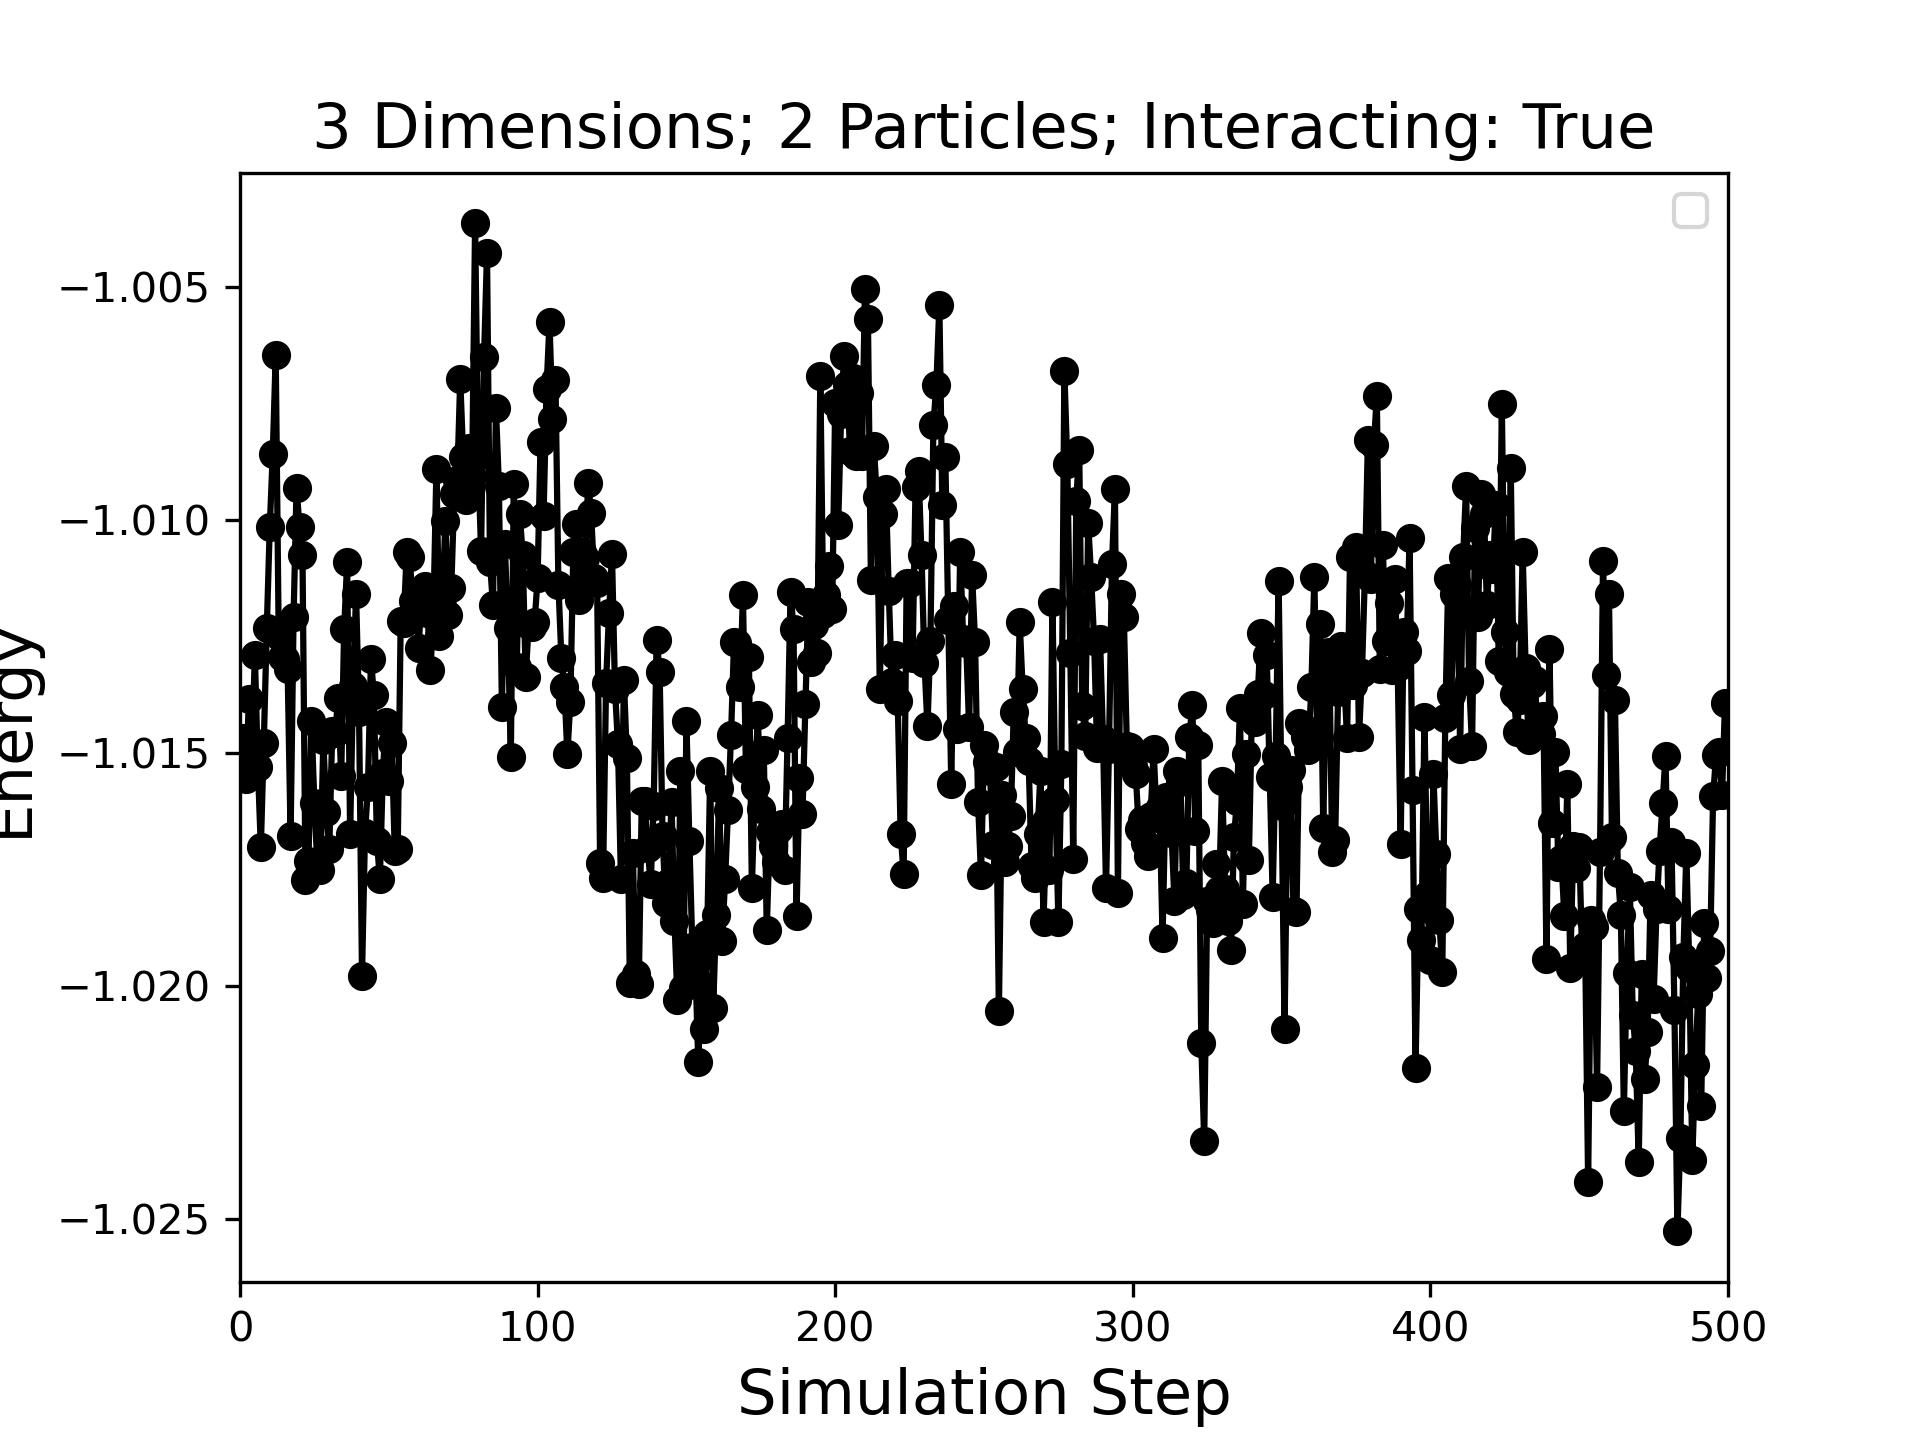 3 Dimensions; 2 Particles; Interacting: True
Energy
−1.005
−1.010
−1.015
−1.020
−1.025
0 100 200 300 400 500
Simulation Step